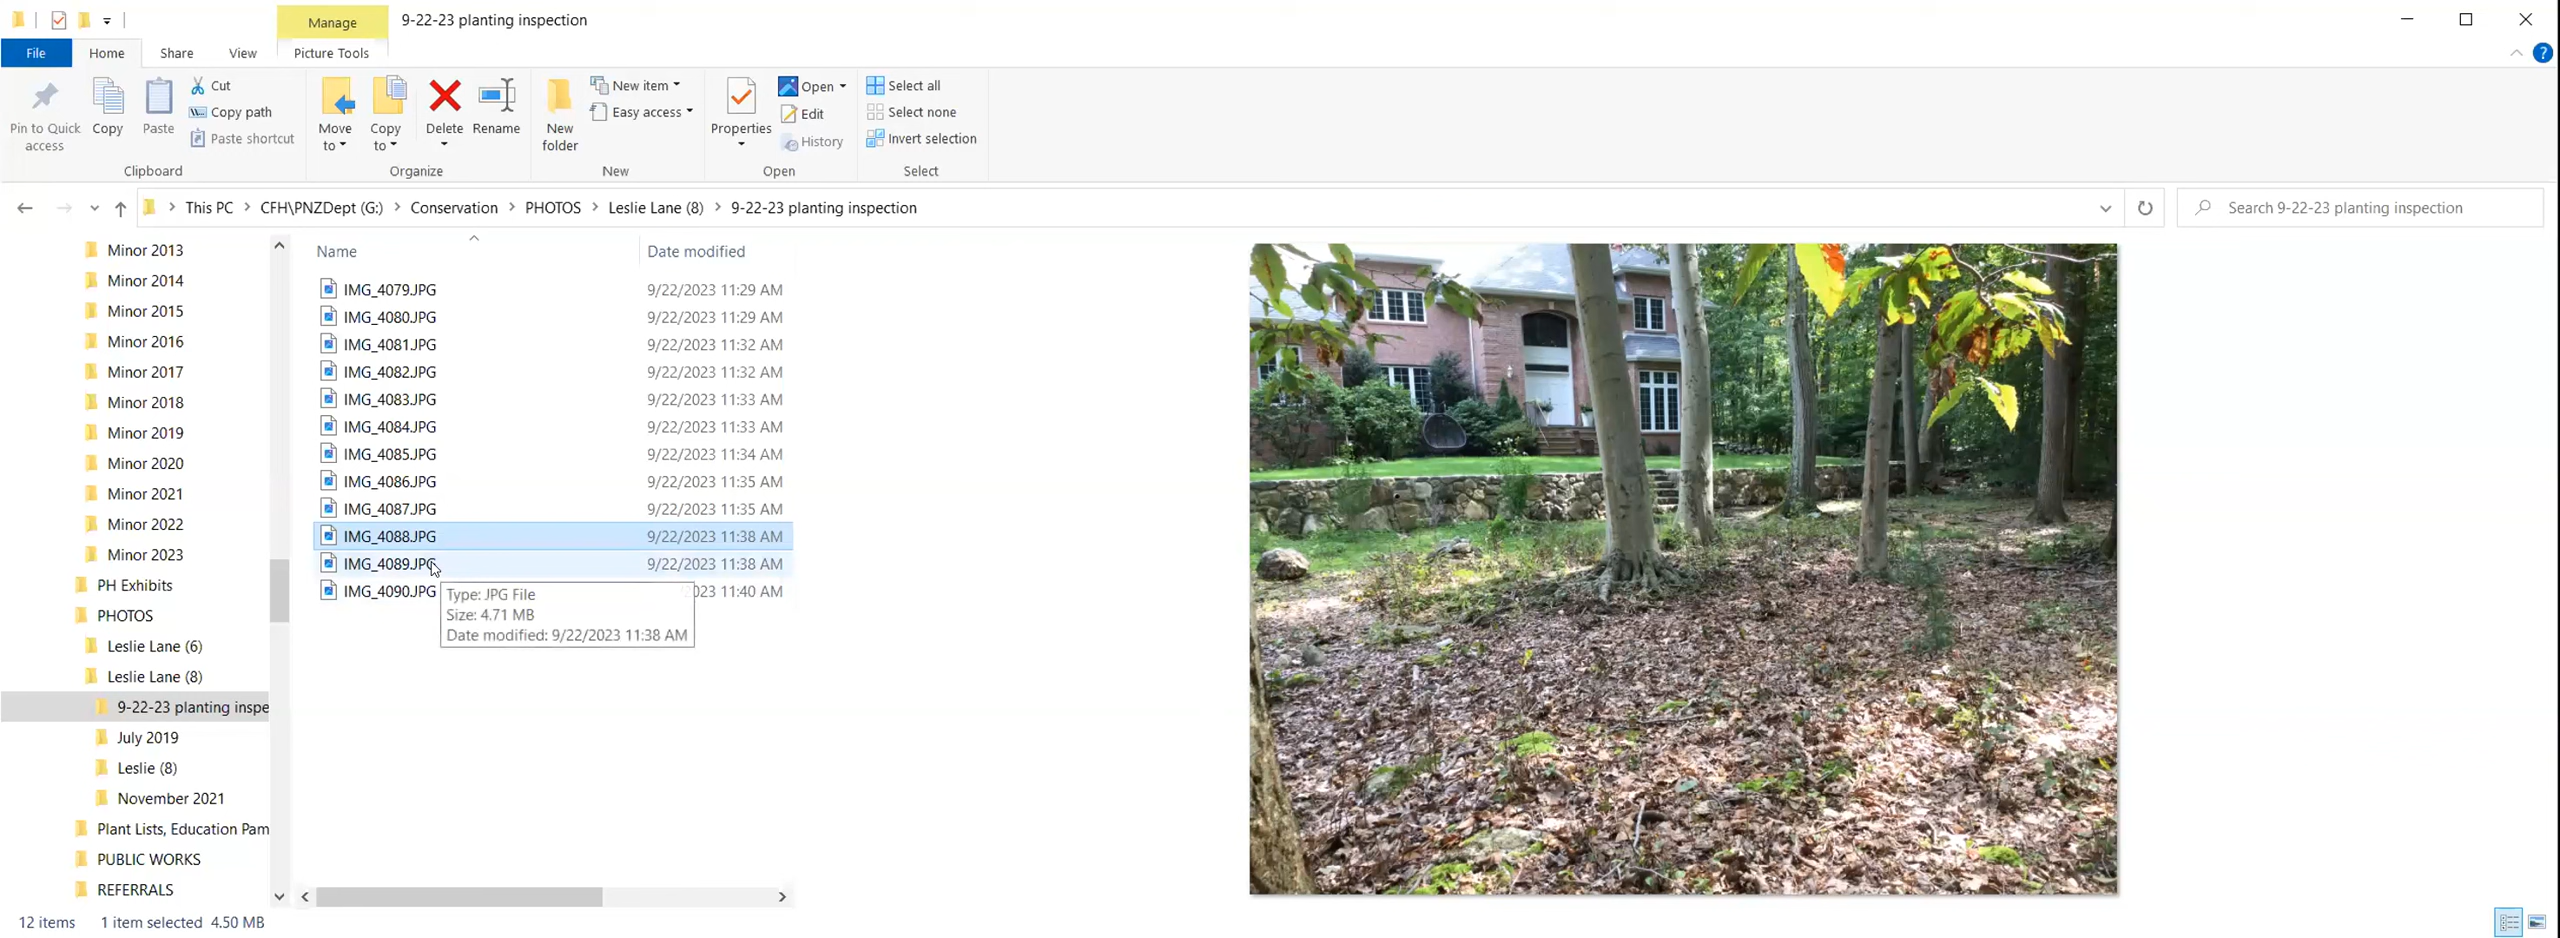 Manage
9-22-23 planting inspection
File
Home
Share
View
Picture Tools
Pin to Quick access
Copy
Paste
Cut
Copy path
Paste shortcut
Clipboard
Move to
Copy to
Delete
Rename
Organize
New folder
New item
Easy access
New
Properties
Open
Edit
History
Open
Select all
Select none
Invert selection
Select
This PC > CFH\PNZDept (G:) > Conservation > PHOTOS > Leslie Lane (8) > 9-22-23 planting inspection
Search 9-22-23 planting inspection
Minor 2013
Minor 2014
Minor 2015
Minor 2016
Minor 2017
Minor 2018
Minor 2019
Minor 2020
Minor 2021
Minor 2022
Minor 2023
PH Exhibits
PHOTOS
Leslie Lane (6)
Leslie Lane (8)
9-22-23 planting inspe
July 2019
Leslie (8)
November 2021
Plant Lists, Education Pam
PUBLIC WORKS
REFERRALS
Name Date modified
IMG_4079.JPG 9/22/2023 11:29 AM
IMG_4080.JPG 9/22/2023 11:29 AM
IMG_4081.JPG 9/22/2023 11:32 AM
IMG_4082.JPG 9/22/2023 11:32 AM
IMG_4083.JPG 9/22/2023 11:33 AM
IMG_4084.JPG 9/22/2023 11:33 AM
IMG_4085.JPG 9/22/2023 11:34 AM
IMG_4086.JPG 9/22/2023 11:35 AM
IMG_4087.JPG 9/22/2023 11:35 AM
IMG_4088.JPG 9/22/2023 11:38 AM
IMG_4089.JPG 9/22/2023 11:38 AM
IMG_4090.JPG 023 11:40 AM
Type: JPG File
Size: 4.71 MB
Date modified: 9/22/2023 11:38 AM
12 items 1 item selected 4.50 MB